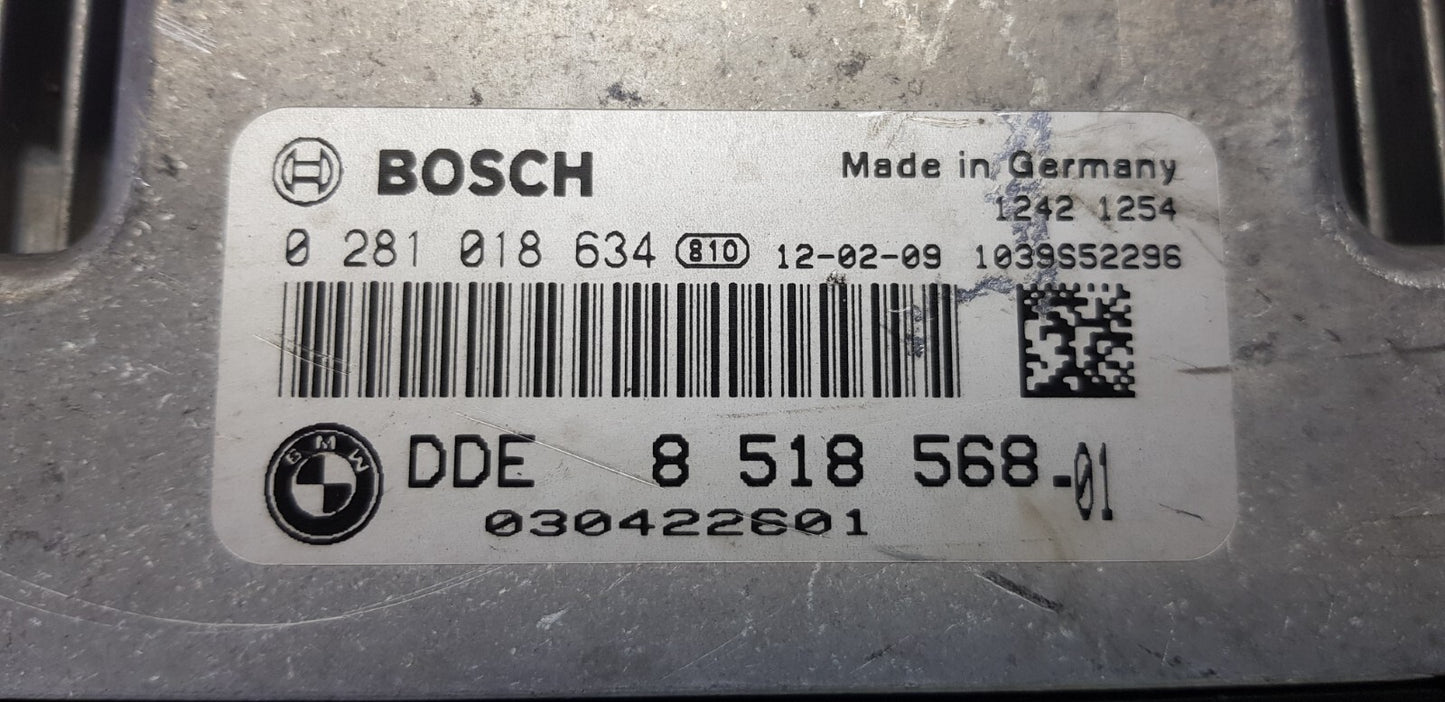 BOSCH Made in Germany
1242 1254
0 281 018 634 810 12-02-09 1039S52296
BMW DDE 8 518 568-01
030422601